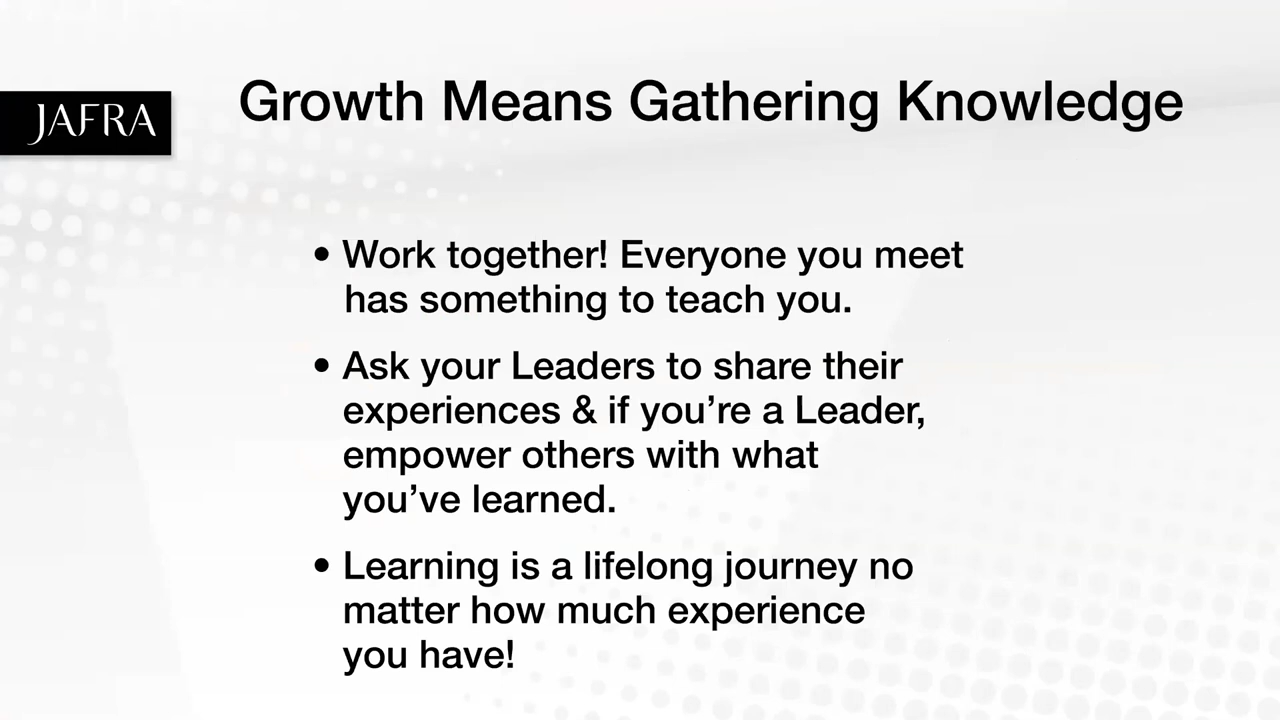 JAFRA
Growth Means Gathering Knowledge
• Work together! Everyone you meet
has something to teach you.
• Ask your Leaders to share their
experiences & if you’re a Leader,
empower others with what
you’ve learned.
• Learning is a lifelong journey no
matter how much experience
you have!